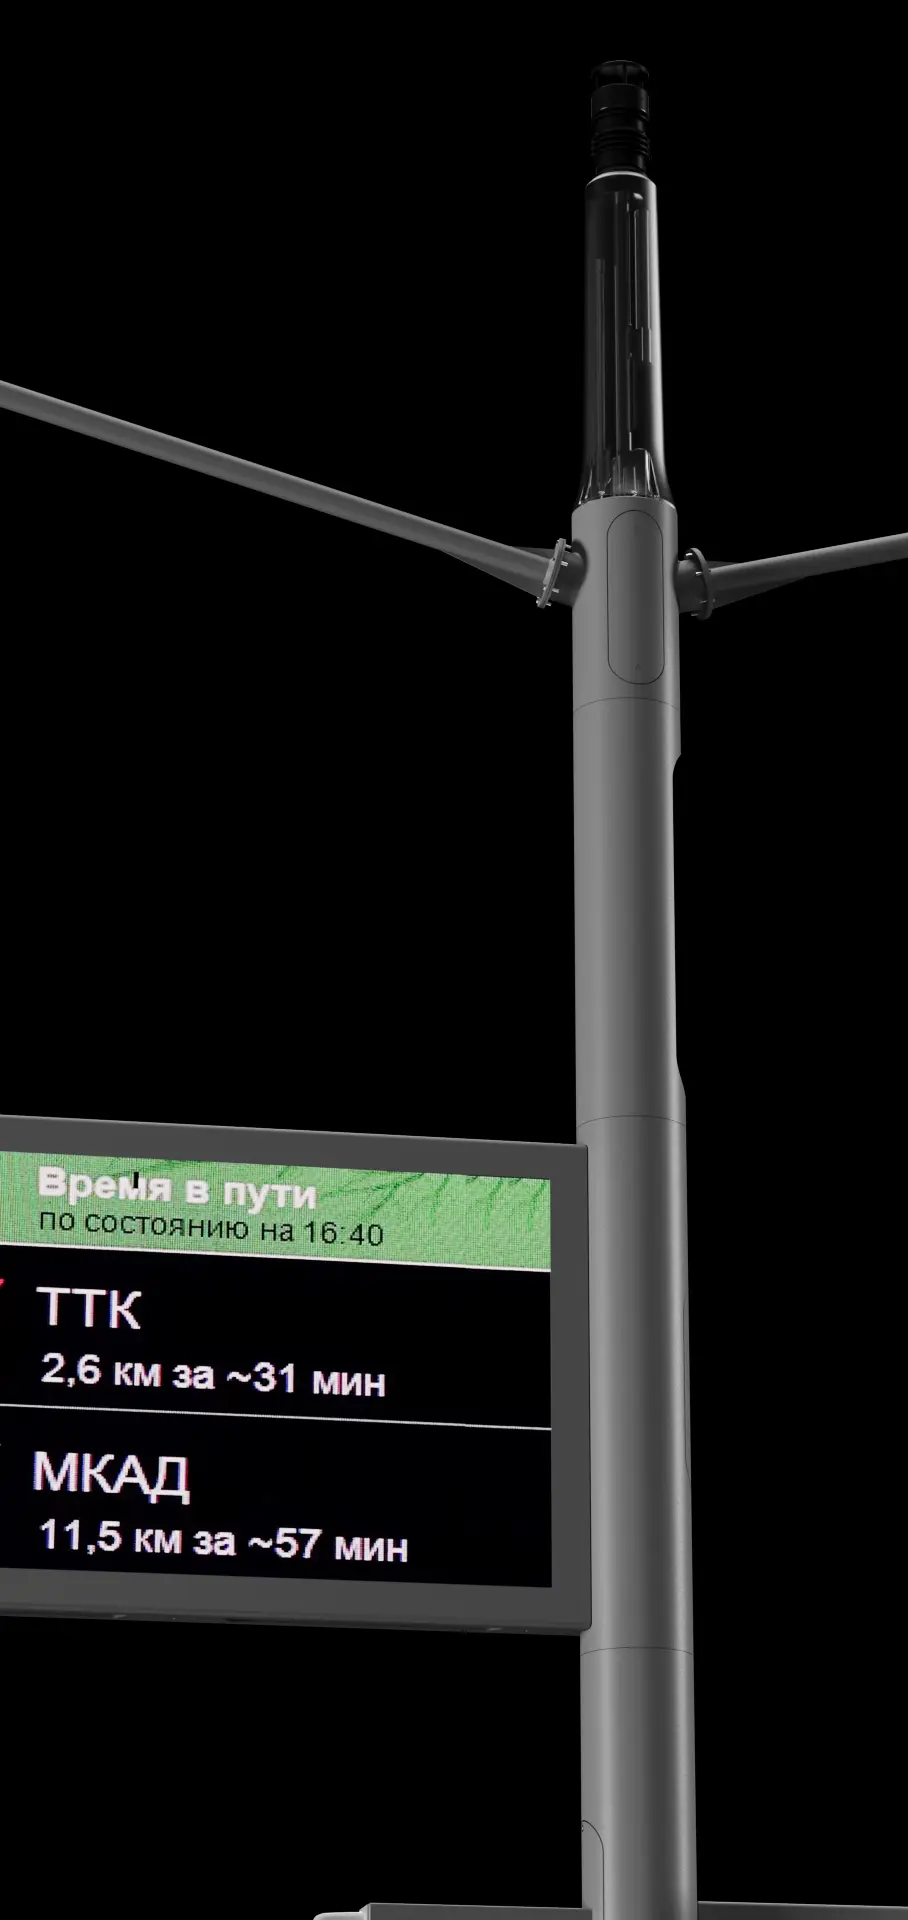 Время в пути
по состоянию на 16:40
ТТК
2,6 км за ~31 мин
МКАД
11,5 км за ~57 мин